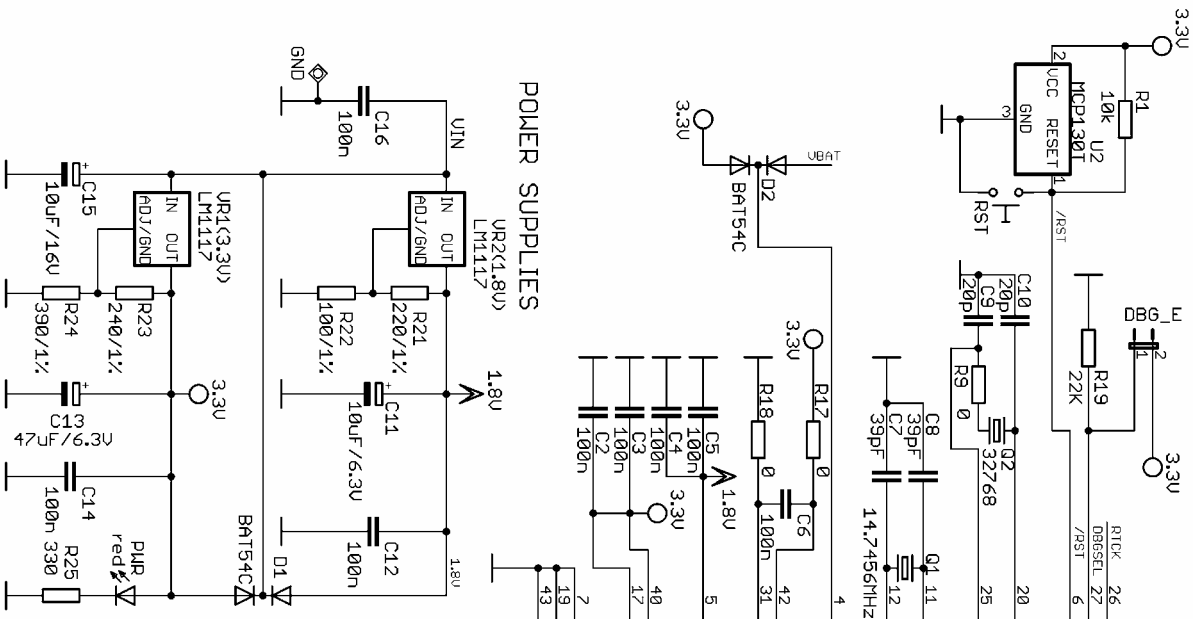 3.3V
R1
10k
2
VCC
RESET
1
MCP130T
U2
3
GND
RST
/RST
DBG_E
1
2
3.3V
R19
22K
C10
20p
C9
20p
R9
0
Q2
32768
C8
39pF
C7
39pF
14.7456MHz
Q1
RTCK
DBGSEL
/RST
26
27
6
20
25
11
12
4
42
31
5
40
17
7
19
43
3.3V
VBAT
D2
BAT54C
3.3V
R17
0
R18
0
C6
100n
C5
100n
C4
100n
C3
100n
C2
100n
1.8V
3.3V
POWER SUPPLIES
GND
C16
100n
VIN
VR2(1.8V)
LM1117
IN
OUT
ADJ/GND
R21
220/1%
R22
100/1%
1.8V
C11
10uF/6.3V
C12
100n
1.8V
C15
10uF/16V
+
VR1(3.3V)
LM1117
IN
OUT
ADJ/GND
R23
240/1%
R24
390/1%
3.3V
+
C13
47uF/6.3V
+
C14
100n
BAT54C
D1
PWR
red
R25
330